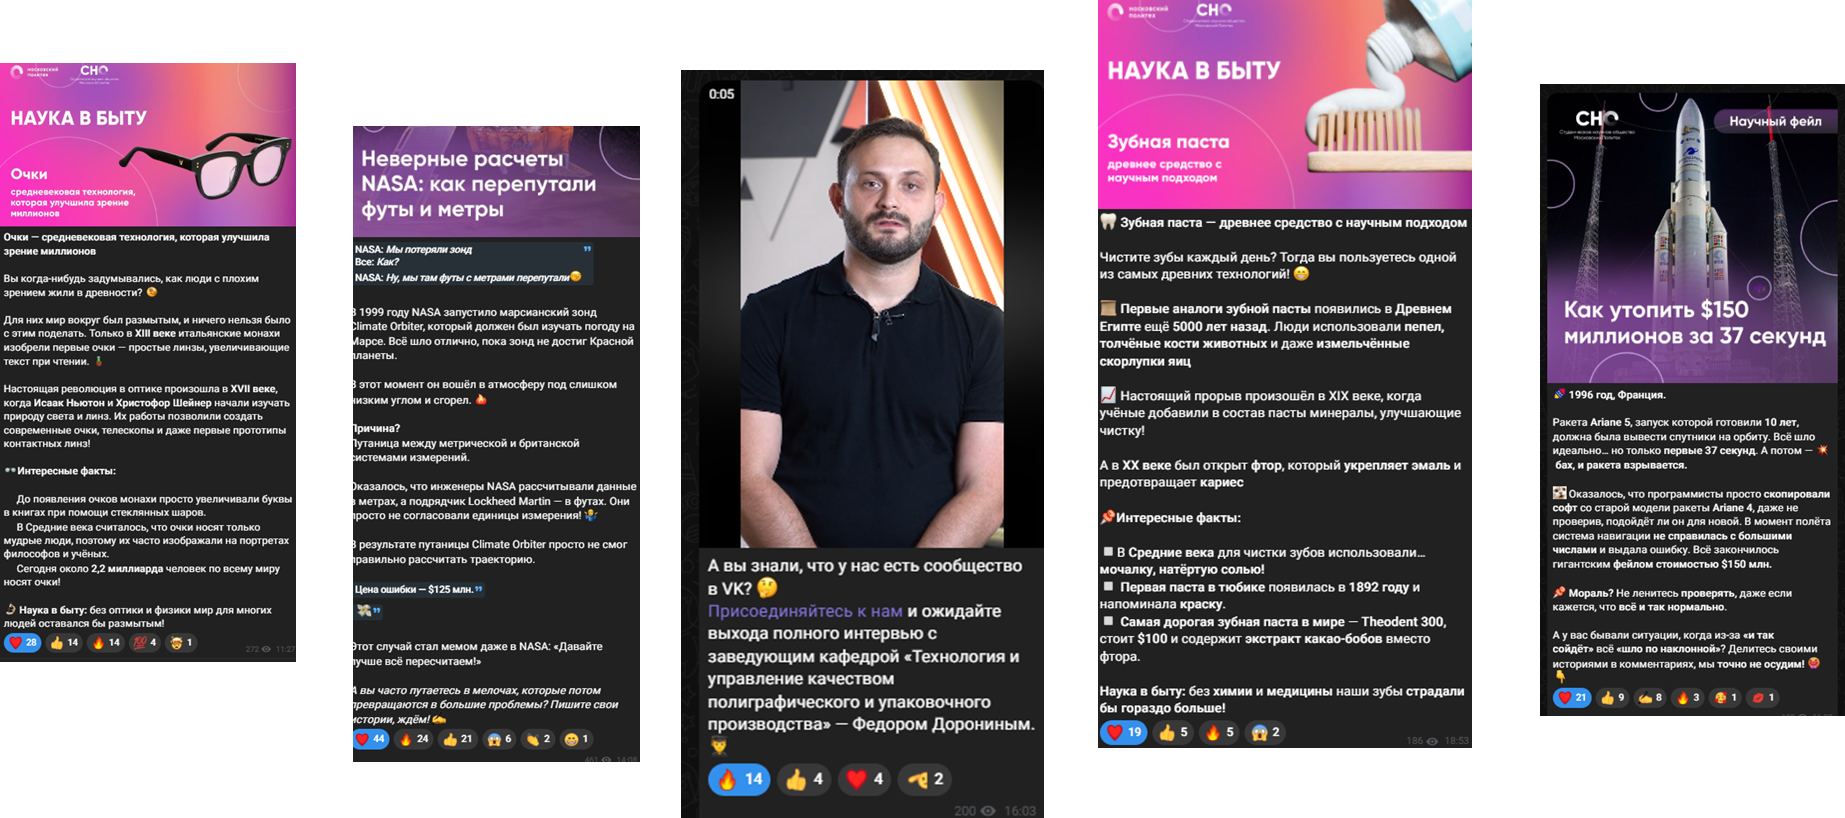 московский
политех
СНО
НАУКА В БЫТУ
Очки
средневековая технология,
которая улучшила зрение
миллионов
Очки — средневековая технология, которая улучшила
зрение миллионов
Вы когда-нибудь задумывались, как люди с плохим
зрением жили в древности? 🧐
Для них мир вокруг был размытым, и ничего нельзя было
с этим поделать. Только в XIII веке итальянские монахи
изобрели первые очки — простые линзы, увеличивающие
текст при чтении.
Настоящая революция в оптике произошла в XVII веке,
когда Исаак Ньютон и Христофор Шейнер начали изучать
природу света и линз. Их работы позволили создать
современные очки, телескопы и даже первые прототипы
контактных линз!
👓Интересные факты:
До появления очков монахи просто увеличивали буквы
в книгах при помощи стеклянных шаров.
В Средние века считалось, что очки носят только
мудрые люди, поэтому их часто изображали на портретах
философов и учёных.
Сегодня около 2,2 миллиарда человек по всему миру
носят очки!
🔬 Наука в быту: без оптики и физики мир для многих
людей оставался бы размытым!
❤️ 28 👍 14 🔥 14 💯 4 🤯 1
272 11:27
Неверные расчеты
NASA: как перепутали
футы и метры
NASA: Мы потеряли зонд
Все: Как?
NASA: Ну, мы там футы с метрами перепутали
В 1999 году NASA запустило марсианский зонд
Climate Orbiter, который должен был изучать погоду на
Марсе. Всё шло отлично, пока зонд не достиг Красной
планеты.
В этот момент он вошёл в атмосферу под слишком
низким углом и сгорел. 🔥
Причина?
Путаница между метрической и британской
системами измерений.
Оказалось, что инженеры NASA рассчитывали данные
в метрах, а подрядчик Lockheed Martin — в футах. Они
просто не согласовали единицы измерения! 🤷‍♂️
В результате путаницы Climate Orbiter просто не смог
правильно рассчитать траекторию.
Цена ошибки — $125 млн.
💸
Этот случай стал мемом даже в NASA: «Давайте
лучше всё пересчитаем!»
А вы часто путаетесь в мелочах, которые потом
превращаются в большие проблемы? Пишите свои
истории, ждём! ✍️
❤️ 44 🔥 24 👍 21 😱 6 👏 2 😁 1
461 14:08
0:05
А вы знали, что у нас есть сообщество
в VK? 🤔
Присоединяйтесь к нам и ожидайте
выхода полного интервью с
заведующим кафедрой «Технология и
управление качеством
полиграфического и упаковочного
производства» — Федором Дорониным.
👨‍🎓
🔥 14 👍 4 ❤️ 4 2
200 16:03
московский
политех
СНО
НАУКА В БЫТУ
Зубная паста
древнее средство с
научным подходом
🦷 Зубная паста — древнее средство с научным подходом
Чистите зубы каждый день? Тогда вы пользуетесь одной
из самых древних технологий! 😁
📜 Первые аналоги зубной пасты появились в Древнем
Египте ещё 5000 лет назад. Люди использовали пепел,
толчёные кости животных и даже измельчённые
скорлупки яиц
📈 Настоящий прорыв произошёл в XIX веке, когда
учёные добавили в состав пасты минералы, улучшающие
чистку!
А в XX веке был открыт фтор, который укрепляет эмаль и
предотвращает кариес
📌Интересные факты:
◽ В Средние века для чистки зубов использовали…
мочалку, натёртую солью!
◽ Первая паста в тюбике появилась в 1892 году и
напоминала краску.
◽ Самая дорогая зубная паста в мире — Theodent 300,
стоит $100 и содержит экстракт какао-бобов вместо
фтора.
Наука в быту: без химии и медицины наши зубы страдали
бы гораздо больше!
❤️ 19 👍 5 🔥 5 😱 2
186 18:53
СНО
Студенческое научное общество
Московский Политех
Научный фейл
Как утопить $150
миллионов за 37 секунд
🚀 1996 год, Франция.
Ракета Ariane 5, запуск которой готовили 10 лет,
должна была вывести спутники на орбиту. Всё шло
идеально… но только первые 37 секунд. А потом — 💥
бах, и ракета взрывается.
Оказалось, что программисты просто скопировали
софт со старой модели ракеты Ariane 4, даже не
проверив, подойдёт ли он для новой. В момент полёта
система навигации не справилась с большими
числами и выдала ошибку. Всё закончилось
гигантским фейлом стоимостью $150 млн.
📌 Мораль? Не ленитесь проверять, даже если
кажется, что всё и так нормально.
А у вас бывали ситуации, когда из-за «и так
сойдёт» всё «шло по наклонной»? Делитесь своими
историями в комментариях, мы точно не осудим!
👇
❤️ 21 👍 9 ✍️ 8 🔥 3 🥰 1 💋 1